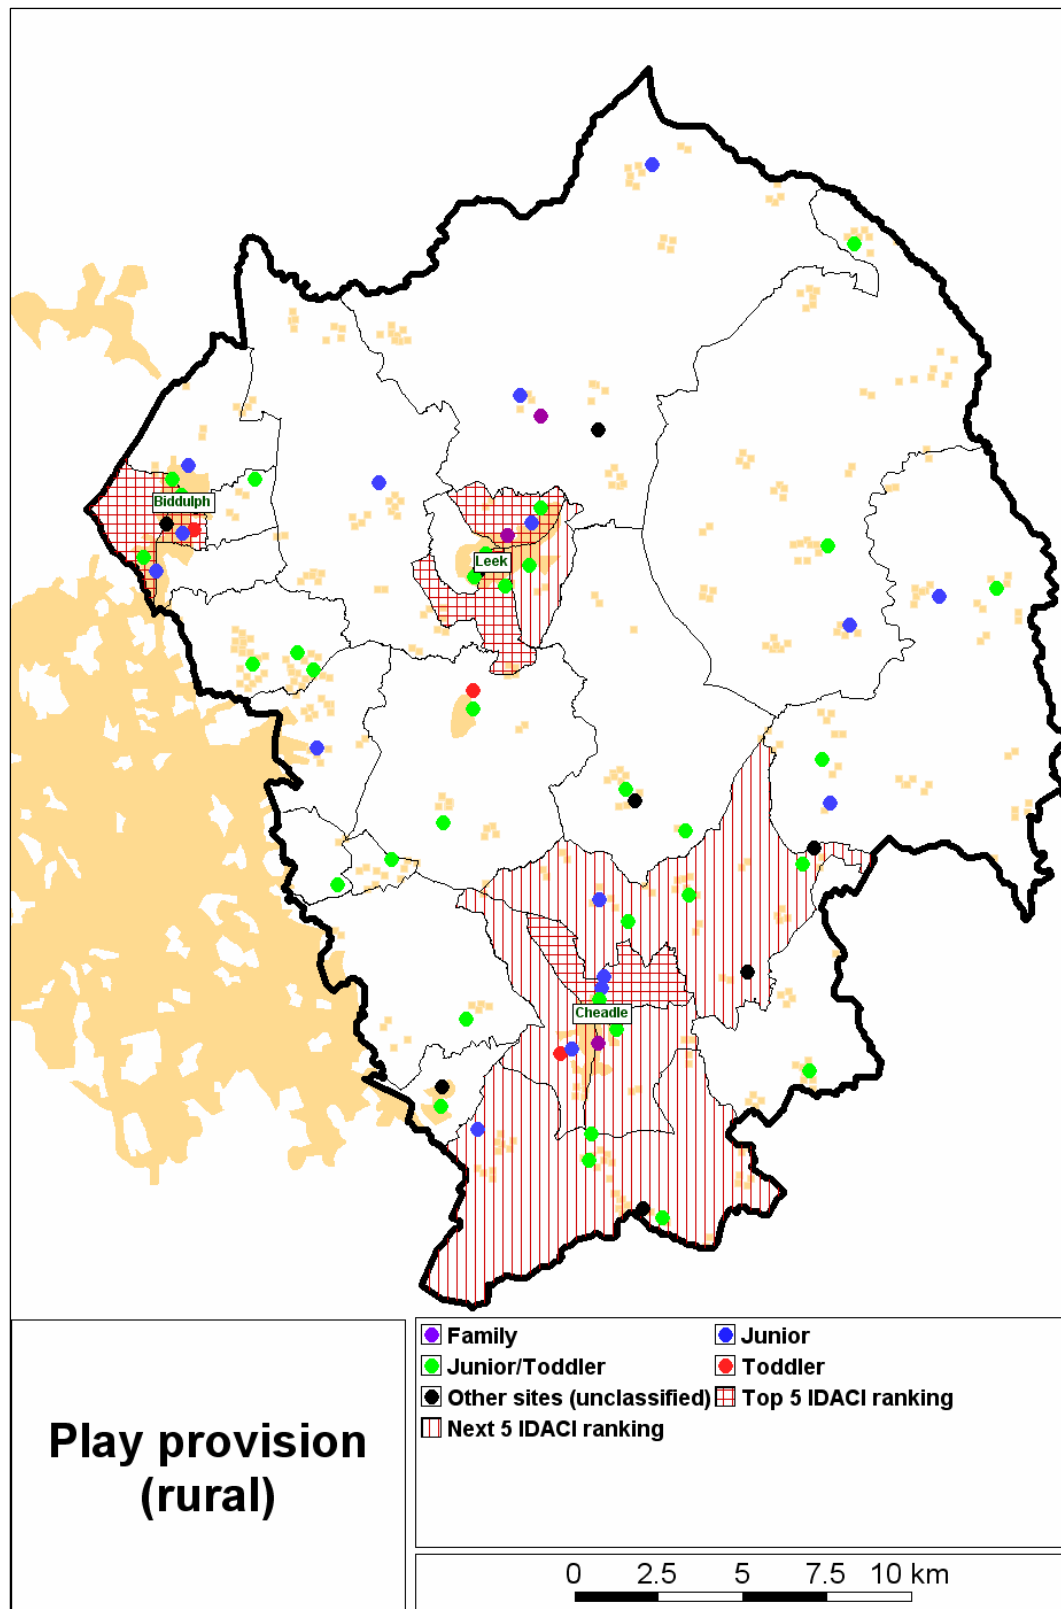 Biddulph
Leek
Cheadle
Play provision
(rural)
Family
Junior
Junior/Toddler
Toddler
Other sites (unclassified)
Top 5 IDACI ranking
Next 5 IDACI ranking
0 2.5 5 7.5 10 km